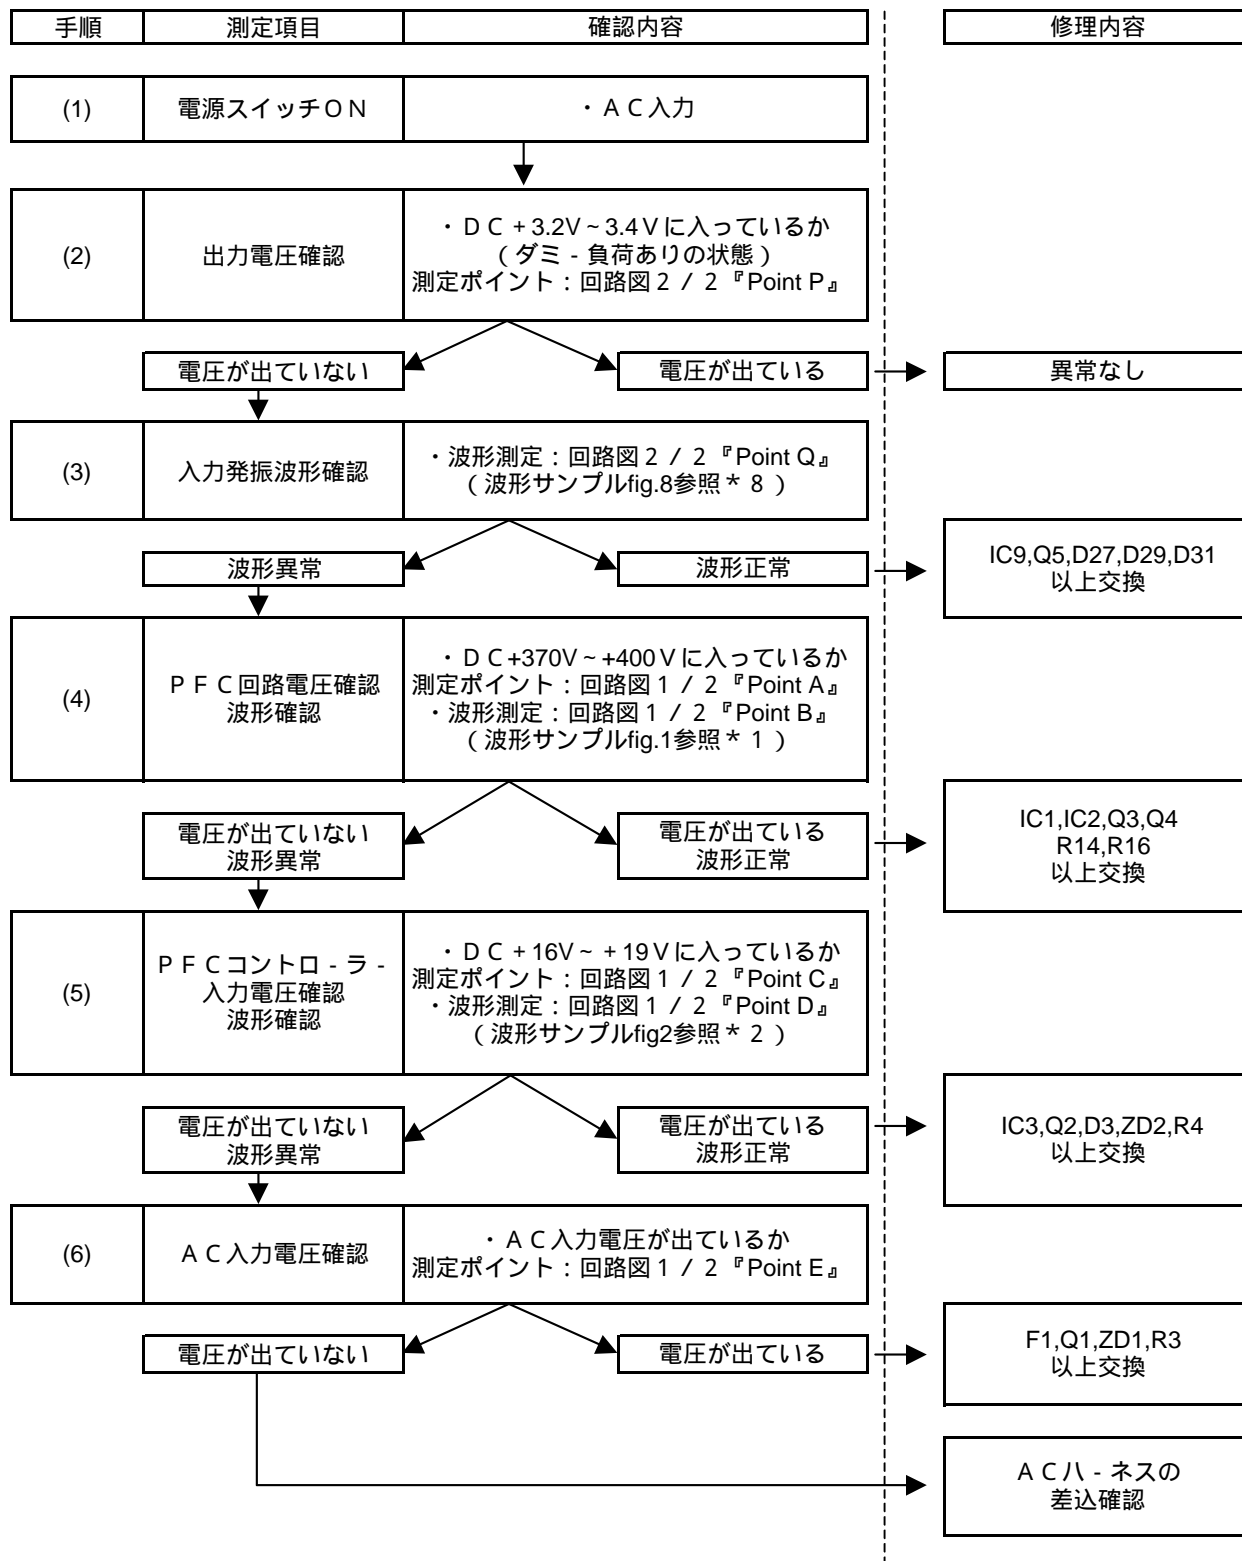 手順 測定項目 確認内容 修理内容
(1) 電源スイッチＯＮ ・ＡＣ入力
(2) 出力電圧確認
・ＤＣ+3.2V~3.4Ｖに入っているか
（ダミ-負荷ありの状態）
測定ポイント：回路図２／２『Point P』
電圧が出ていない 電圧が出ている 異常なし
(3) 入力発振波形確認
・波形測定：回路図２／２『Point Q』
（波形サンプルfig.8参照＊８）
波形異常 波形正常
IC9,Q5,D27,D29,D31
以上交換
(4)
ＰＦＣ回路電圧確認
波形確認
・ＤＣ+370V~+400Ｖに入っているか
測定ポイント：回路図１／２『Point A』
・波形測定：回路図１／２『Point B』
（波形サンプルfig.1参照＊１）
電圧が出ていない
波形異常
電圧が出ている
波形正常
IC1,IC2,Q3,Q4
R14,R16
以上交換
(5)
ＰＦＣコントロ-ラ-
入力電圧確認
波形確認
・ＤＣ+16V~+19Ｖに入っているか
測定ポイント：回路図１／２『Point C』
・波形測定：回路図１／２『Point D』
（波形サンプルfig2参照＊２）
電圧が出ていない
波形異常
電圧が出ている
波形正常
IC3,Q2,D3,ZD2,R4
以上交換
(6) ＡＣ入力電圧確認
・ＡＣ入力電圧が出ているか
測定ポイント：回路図１／２『Point E』
電圧が出ていない 電圧が出ている
F1,Q1,ZD1,R3
以上交換
ＡＣハ-ネスの
差込確認